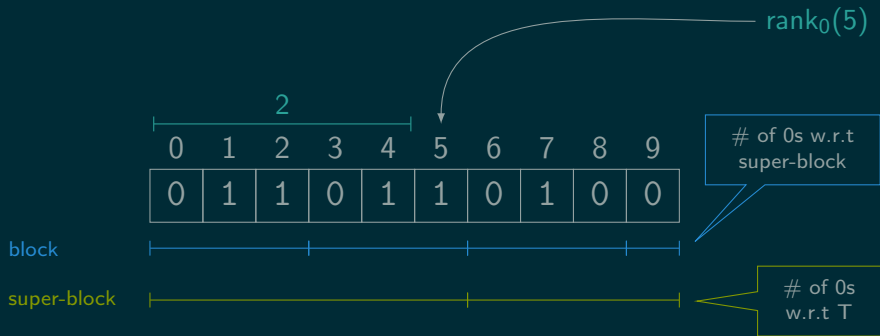 rank₀(5)
2
0 1 2 3 4 5 6 7 8 9
0 1 1 0 1 1 0 1 0 0
# of 0s w.r.t
super-block
block
super-block
# of 0s
w.r.t T